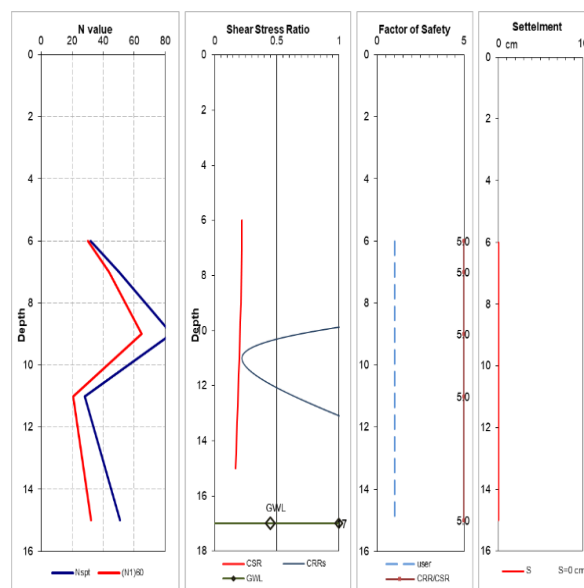 N value
0 20 40 60 80
0
2
4
6
8
10
12
14
16
Depth
Nspt (N1)60
Shear Stress Ratio
0 1
0
2
4
6
8
10
12
14
16
18
Depth
GWL
CSR CRRs
GWL
Factor of Safety
0 5
0
2
4
6
8
10
12
14
16
5.0
5.0
5.0
5.0
5.0
user
CRR/CSR
Settelment
0 cm 10
0
2
4
6
8
10
12
14
16
S S=0 cm